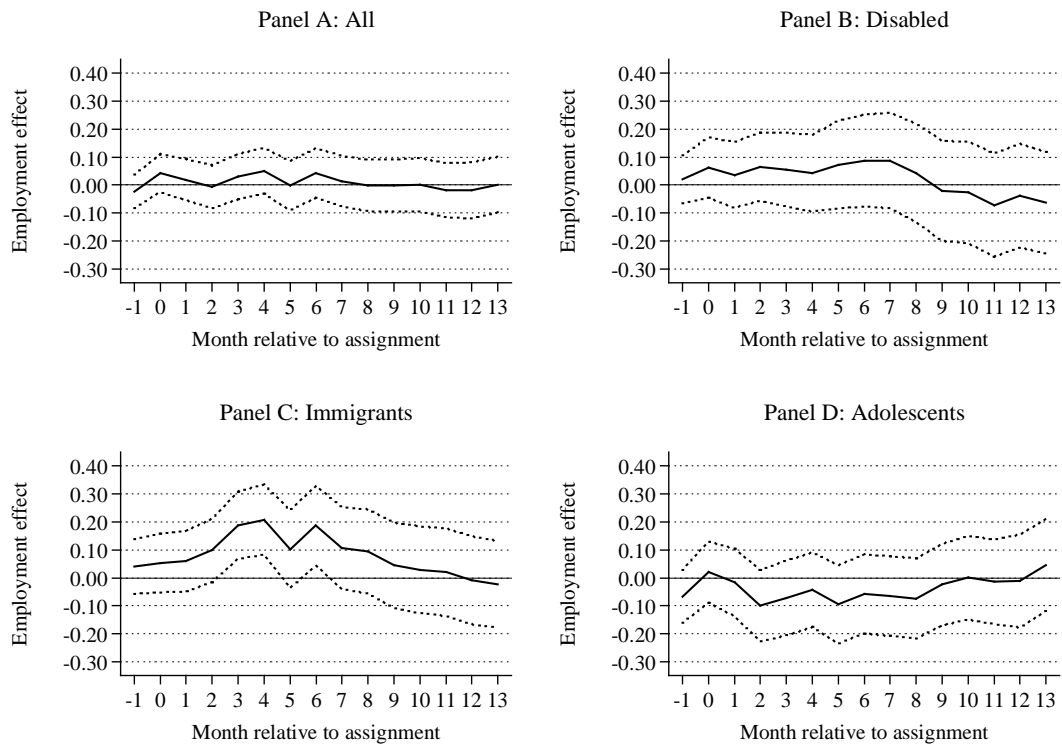 Panel A: All
Employment effect
0.40
0.30
0.20
0.10
0.00
-0.10
-0.20
-0.30
-1 0 1 2 3 4 5 6 7 8 9 10 11 12 13
Month relative to assignment
Panel B: Disabled
Employment effect
0.40
0.30
0.20
0.10
0.00
-0.10
-0.20
-0.30
-1 0 1 2 3 4 5 6 7 8 9 10 11 12 13
Month relative to assignment
Panel C: Immigrants
Employment effect
0.40
0.30
0.20
0.10
0.00
-0.10
-0.20
-0.30
-1 0 1 2 3 4 5 6 7 8 9 10 11 12 13
Month relative to assignment
Panel D: Adolescents
Employment effect
0.40
0.30
0.20
0.10
0.00
-0.10
-0.20
-0.30
-1 0 1 2 3 4 5 6 7 8 9 10 11 12 13
Month relative to assignment